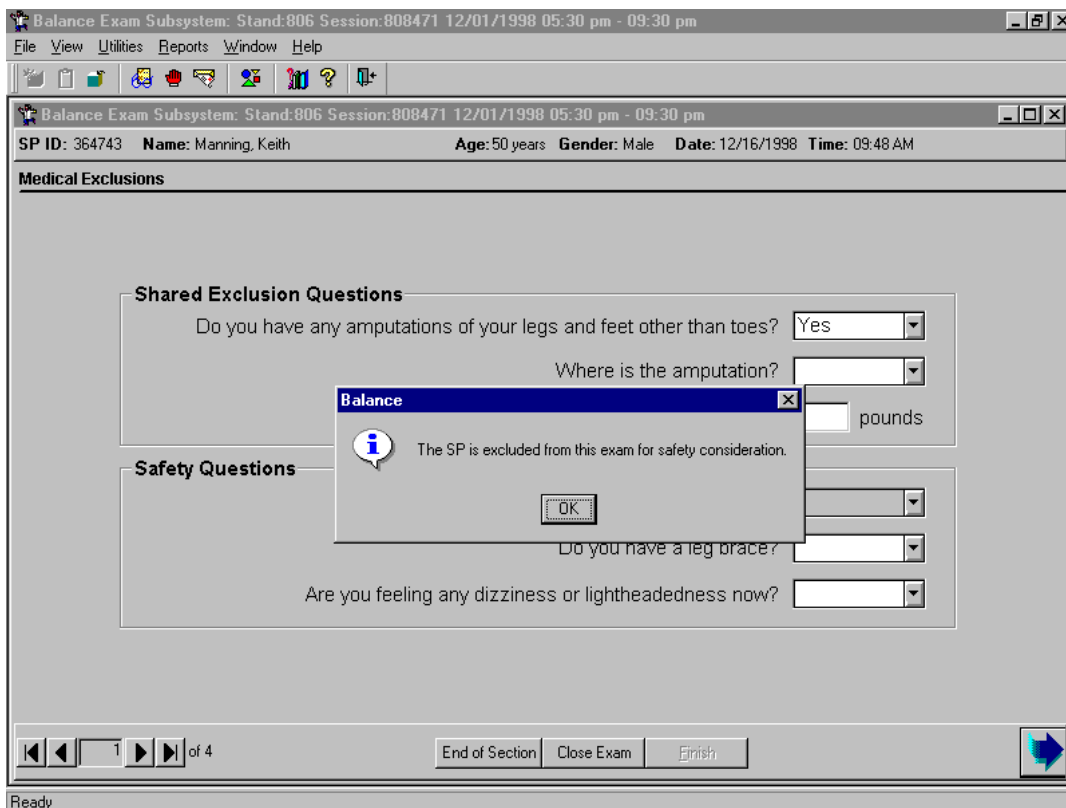 Balance Exam Subsystem: Stand:806 Session:808471 12/01/1998 05:30 pm - 09:30 pm
File View Utilities Reports Window Help
Balance Exam Subsystem: Stand:806 Session:808471 12/01/1998 05:30 pm - 09:30 pm
SP ID: 364743 Name: Manning, Keith Age: 50 years Gender: Male Date: 12/16/1998 Time: 09:48 AM
Medical Exclusions
Shared Exclusion Questions
Do you have any amputations of your legs and feet other than toes? Yes
Where is the amputation?
pounds
Balance
The SP is excluded from this exam for safety consideration.
OK
Safety Questions
Do you have a leg brace?
Are you feeling any dizziness or lightheadedness now?
1 of 4 End of Section Close Exam Finish
Ready